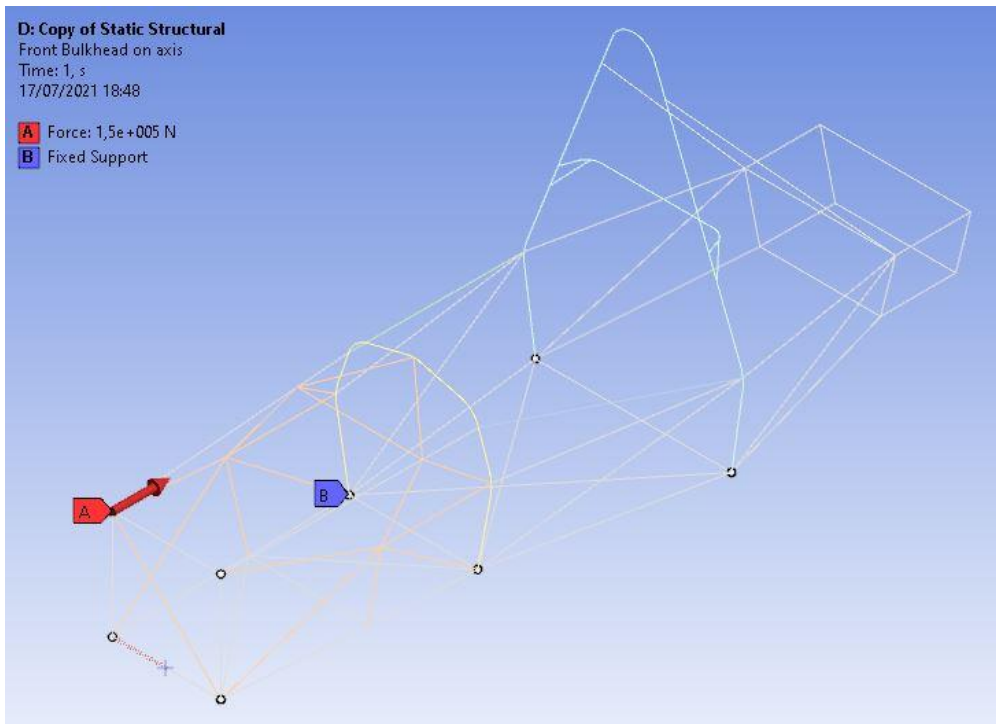 D: Copy of Static Structural
Front Bulkhead on axis
Time: 1, s
17/07/2021 18:48
A Force: 1,5e+005 N
B Fixed Support
B
A